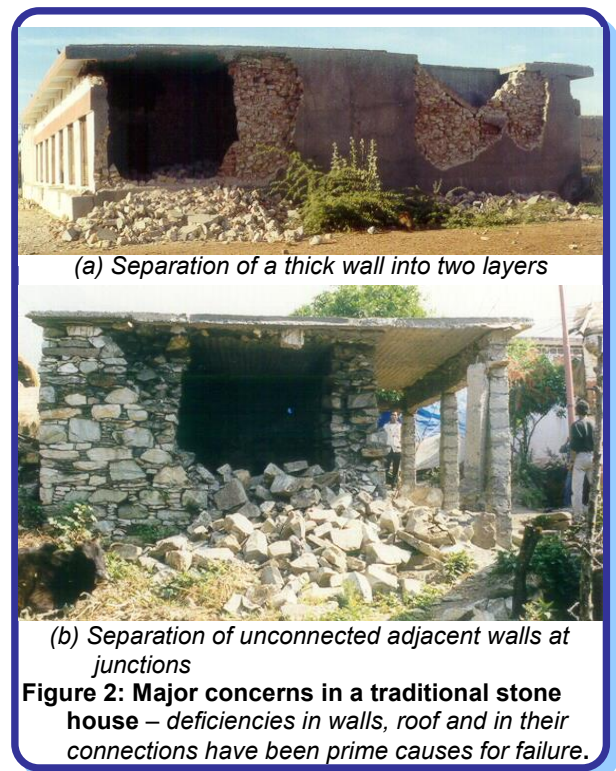 (a) Separation of a thick wall into two layers
(b) Separation of unconnected adjacent walls at
junctions
Figure 2: Major concerns in a traditional stone
house – deficiencies in walls, roof and in their
connections have been prime causes for failure.